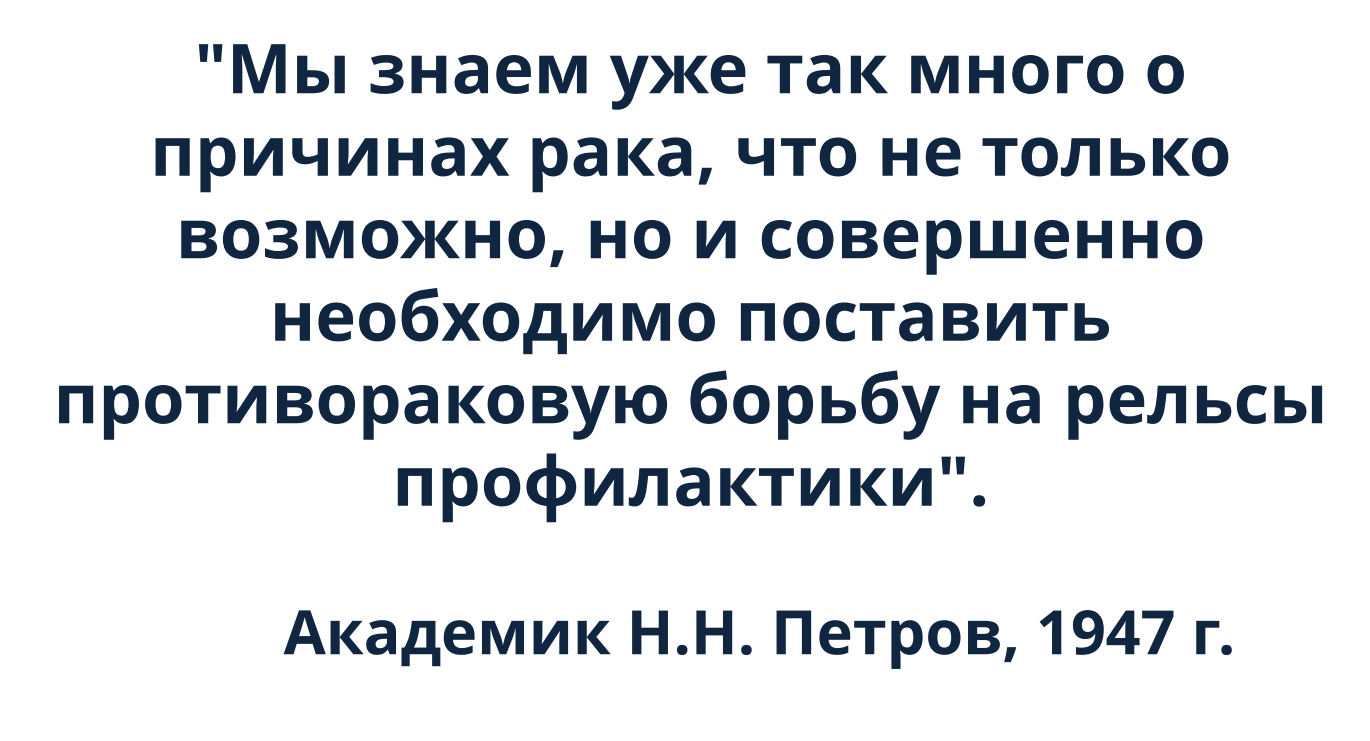 "Мы знаем уже так много о
причинах рака, что не только
возможно, но и совершенно
необходимо поставить
противораковую борьбу на рельсы
профилактики".
Академик Н.Н. Петров, 1947 г.